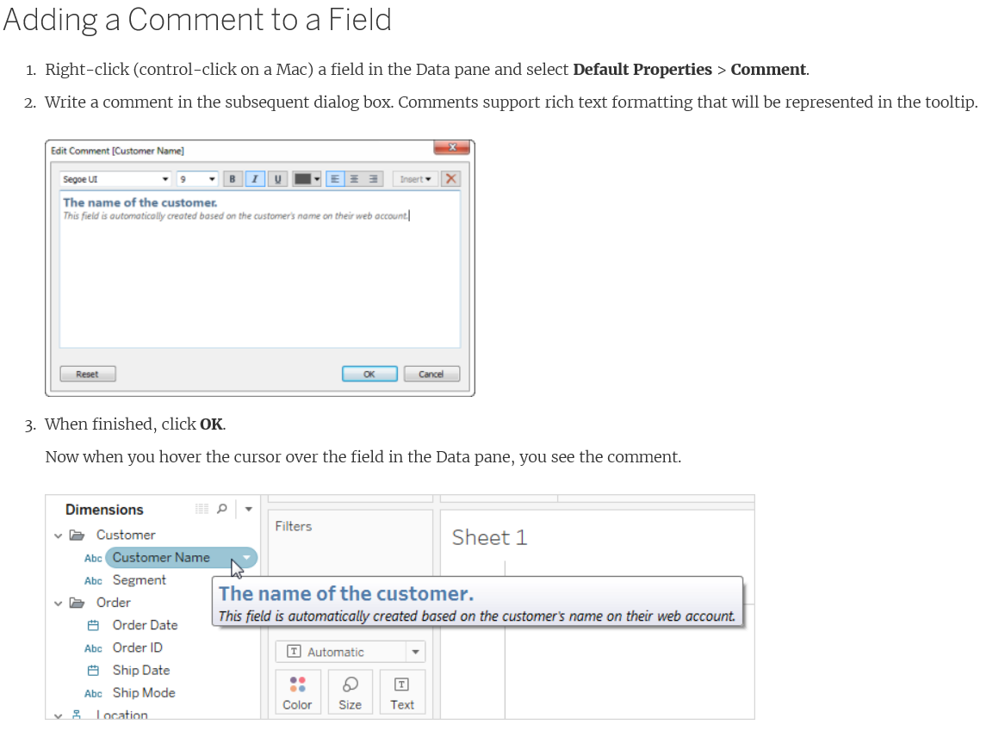 Adding a Comment to a Field
1. Right-click (control-click on a Mac) a field in the Data pane and select Default Properties > Comment.
2. Write a comment in the subsequent dialog box. Comments support rich text formatting that will be represented in the tooltip.
Edit Comment [Customer Name]
Segoe UI 9 B I U Insert
The name of the customer.
This field is automatically created based on the customer's name on their web account.
Reset OK Cancel
3. When finished, click OK.
Now when you hover the cursor over the field in the Data pane, you see the comment.
Dimensions
Customer
Abc Customer Name
Abc Segment
Order
Order Date
Abc Order ID
Ship Date
Abc Ship Mode
Location
Filters
Sheet 1
The name of the customer.
This field is automatically created based on the customer's name on their web account.
T Automatic
Color Size T Text